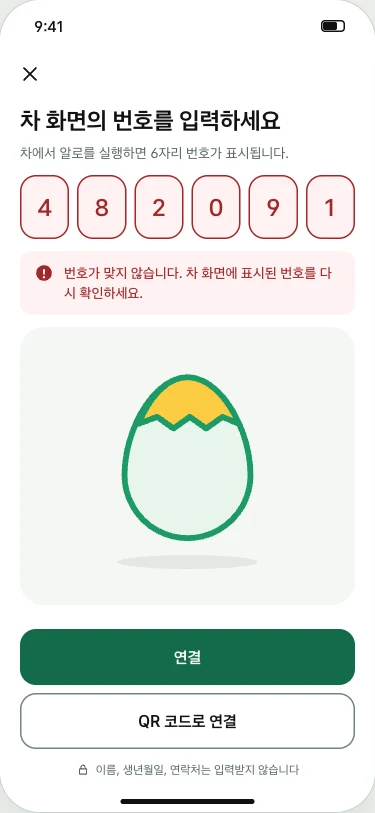 9:41
차 화면의 번호를 입력하세요
차에서 알로를 실행하면 6자리 번호가 표시됩니다.
4 8 2 0 9 1
번호가 맞지 않습니다. 차 화면에 표시된 번호를 다
시 확인하세요.
연결
QR 코드로 연결
이름, 생년월일, 연락처는 입력받지 않습니다